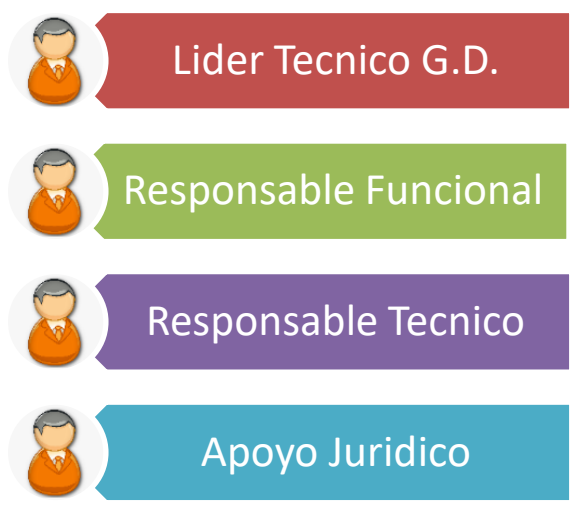 Lider Tecnico G.D.
Responsable Funcional
Responsable Tecnico
Apoyo Juridico